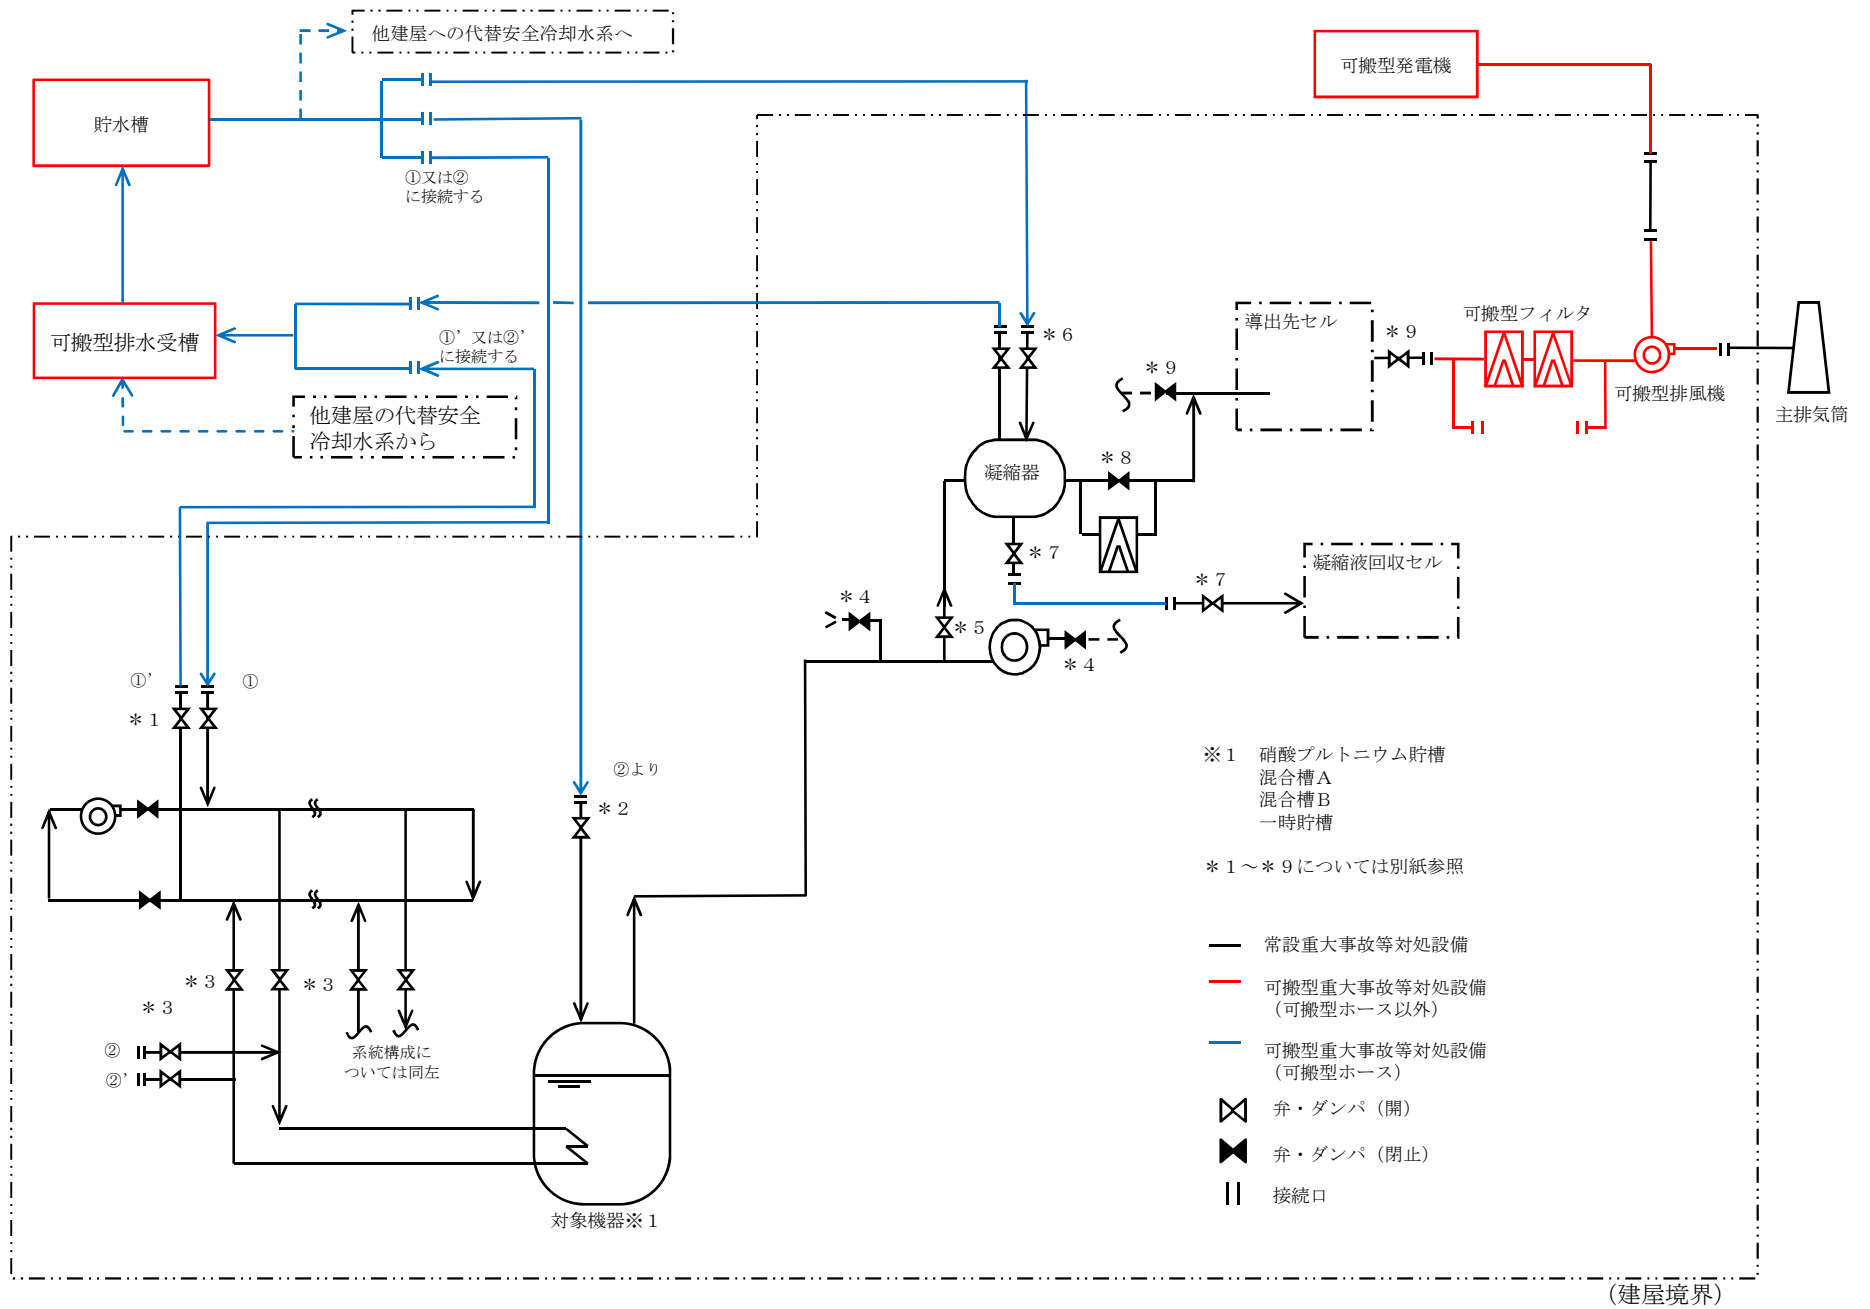 他建屋への代替安全冷却水系へ
可搬型発電機
貯水槽
①又は②
に接続する
可搬型排水受槽
①’又は②’
に接続する
他建屋の代替安全
冷却水系から
＊６
＊９
導出先セル
＊９
可搬型フィルタ
可搬型排風機
主排気筒
凝縮器
＊８
＊７
＊７
凝縮液回収セル
＊４
＊５
＊４
①’
①
＊１
②より
＊２
※１　硝酸プルトニウム貯槽
混合槽Ａ
混合槽Ｂ
一時貯槽
＊１～＊９については別紙参照
常設重大事故等対処設備
可搬型重大事故等対処設備
（可搬型ホース以外）
可搬型重大事故等対処設備
（可搬型ホース）
弁・ダンパ（開）
弁・ダンパ（閉止）
接続口
＊３
＊３
＊３
②
②’
系統構成に
ついては同左
対象機器※１
（建屋境界）